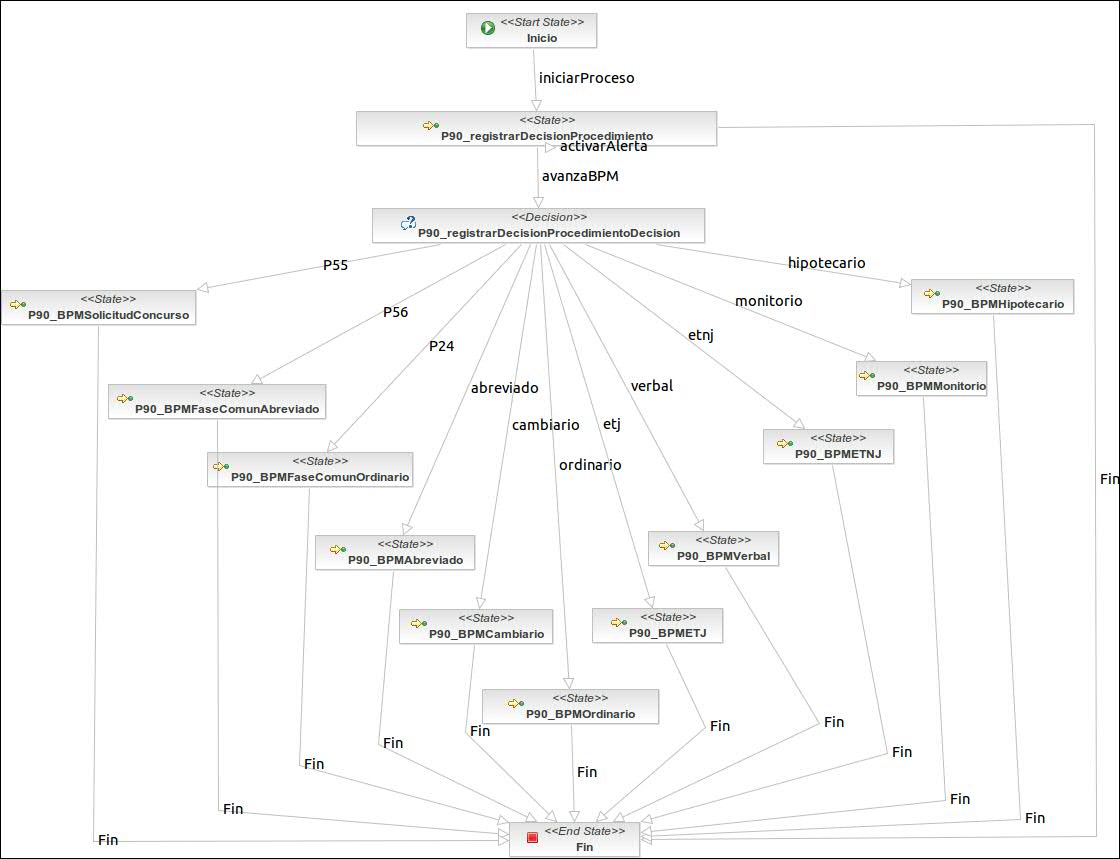 <<Start State>>
Inicio
iniciarProceso
<<State>>
P90_registrarDecisionProcedimiento
activarAlerta
avanzaBPM
<<Decision>>
P90_registrarDecisionProcedimientoDecision
P55
hipotecario
<<State>>
P90_BPMSolicitudConcurso
<<State>>
P90_BPMHipotecario
P56
monitorio
P24
etnj
<<State>>
P90_BPMMonitorio
abreviado
verbal
<<State>>
P90_BPMFaseComunAbreviado
cambiario
etj
<<State>>
P90_BPMETNJ
ordinario
<<State>>
P90_BPMFaseComunOrdinario
Fin
<<State>>
P90_BPMAbreviado
<<State>>
P90_BPMVerbal
<<State>>
P90_BPMCambiario
<<State>>
P90_BPMETJ
<<State>>
P90_BPMOrdinario
Fin
Fin
Fin
Fin
Fin
Fin
Fin
Fin
Fin
Fin
Fin
<<End State>>
Fin